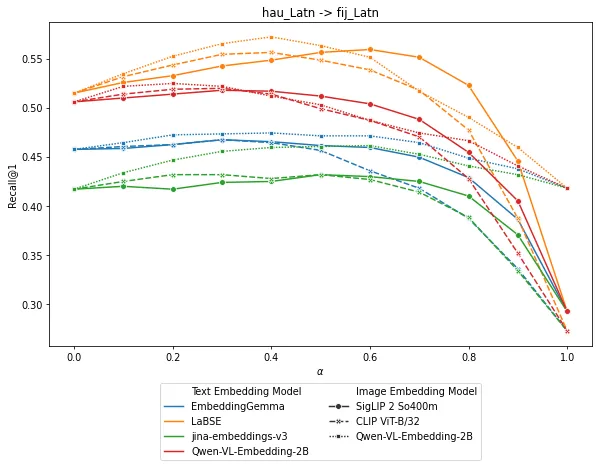 hau_Latn -> fij_Latn
Recall@1
0.55
0.50
0.45
0.40
0.35
0.30
0.0 0.2 0.4 0.6 0.8 1.0
α
Text Embedding Model Image Embedding Model
EmbeddingGemma SigLIP 2 So400m
LaBSE CLIP ViT-B/32
jina-embeddings-v3 Qwen-VL-Embedding-2B
Qwen-VL-Embedding-2B